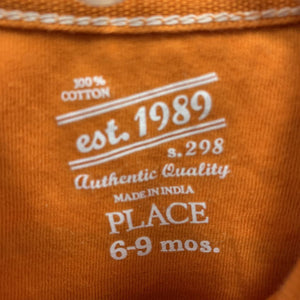 100%
COTTON
est. 1989
s.298
Authentic Quality
MADE IN INDIA
PLACE
6-9 mos.